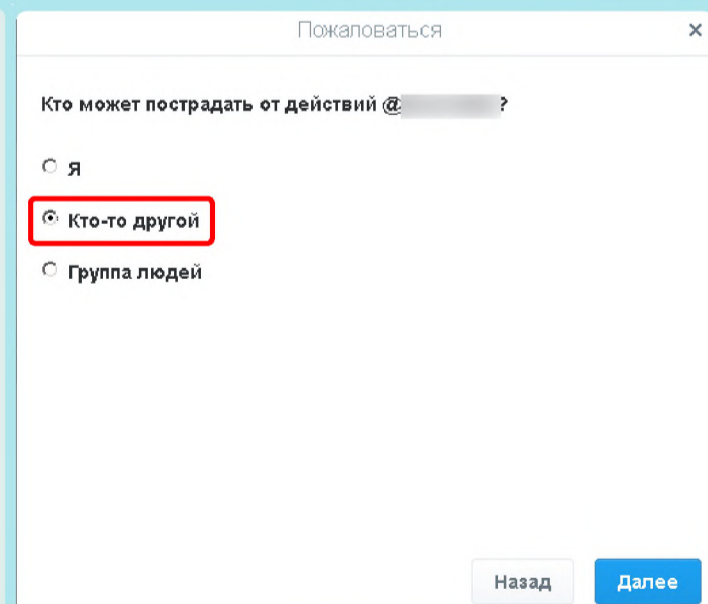 Пожаловаться
Кто может пострадать от действий @ ?
Я
Кто-то другой
Группа людей
Назад
Далее